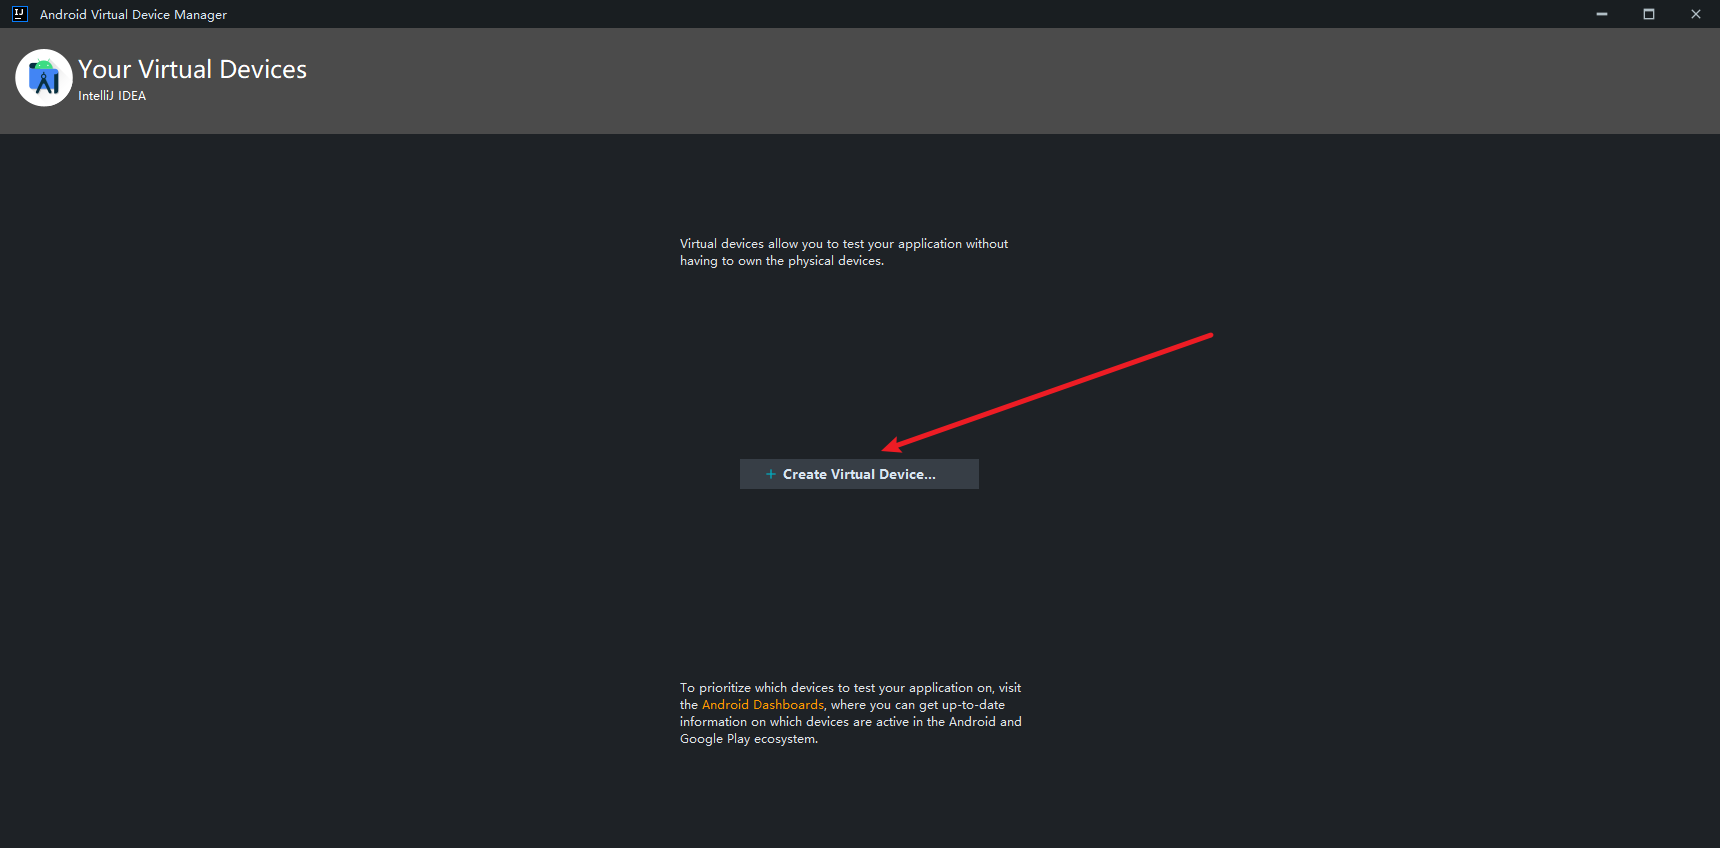 IJ
Android Virtual Device Manager
Your Virtual Devices
IntelliJ IDEA
Virtual devices allow you to test your application without
having to own the physical devices.
+ Create Virtual Device...
To prioritize which devices to test your application on, visit
the Android Dashboards, where you can get up-to-date
information on which devices are active in the Android and
Google Play ecosystem.